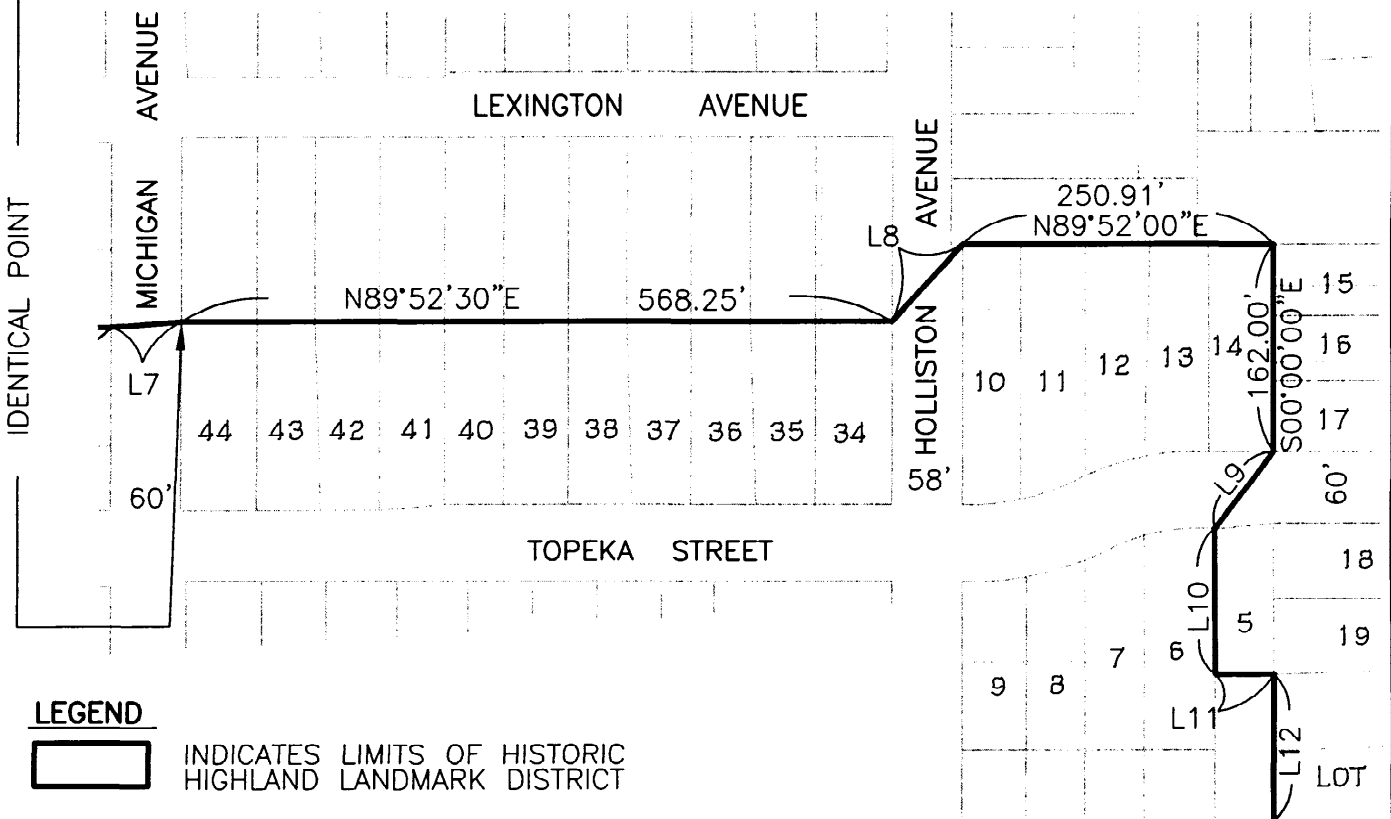 MICHIGAN AVENUE
LEXINGTON AVENUE
HOLLISTON AVENUE
IDENTICAL POINT
250.91'
N89°52'00"E
L8
N89°52'30"E 568.25'
L7
162.00'
S00°00'00"E
15
16
17
10 11 12 13 14
44 43 42 41 40 39 38 37 36 35 34
60'
58'
L9
60'
TOPEKA STREET
L10
18
5
19
9 8 7 6
L11
L12
LOT
LEGEND
INDICATES LIMITS OF HISTORIC
HIGHLAND LANDMARK DISTRICT